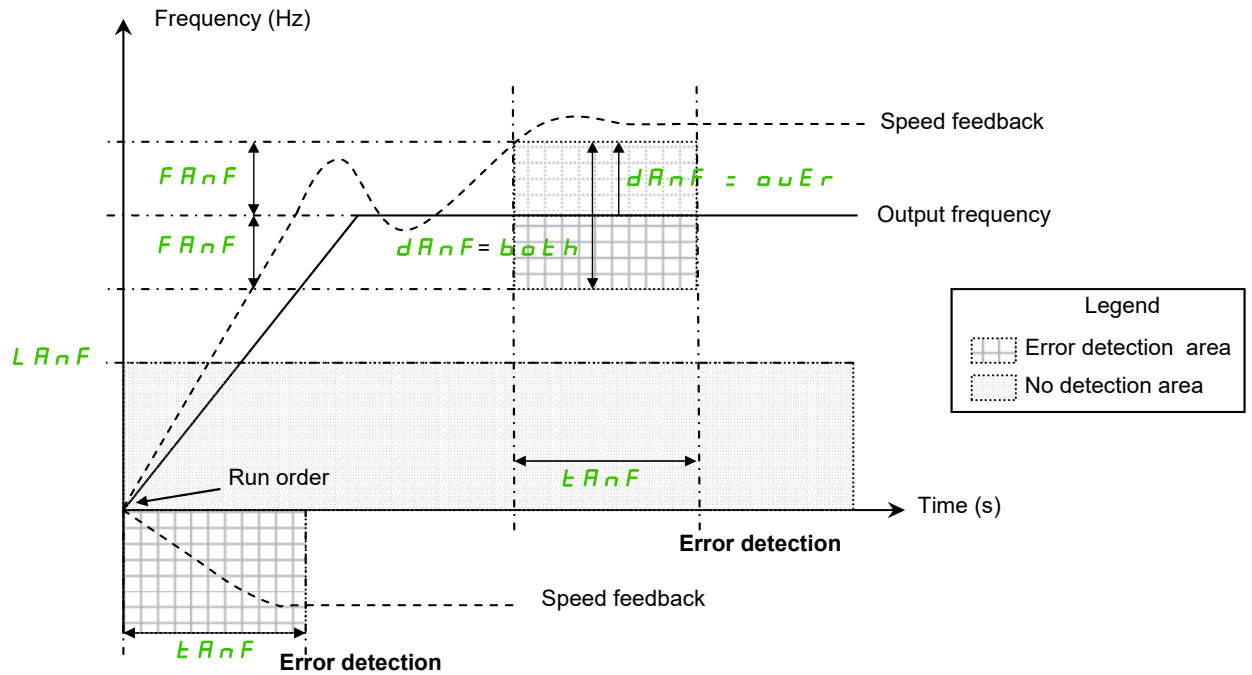 Frequency (Hz)
Speed feedback
FAnF
dAnF = ouEr
Output frequency
FAnF
dAnF = both
Legend
Error detection area
No detection area
LAnF
Run order
tAnF
Time (s)
Error detection
Speed feedback
tAnF
Error detection